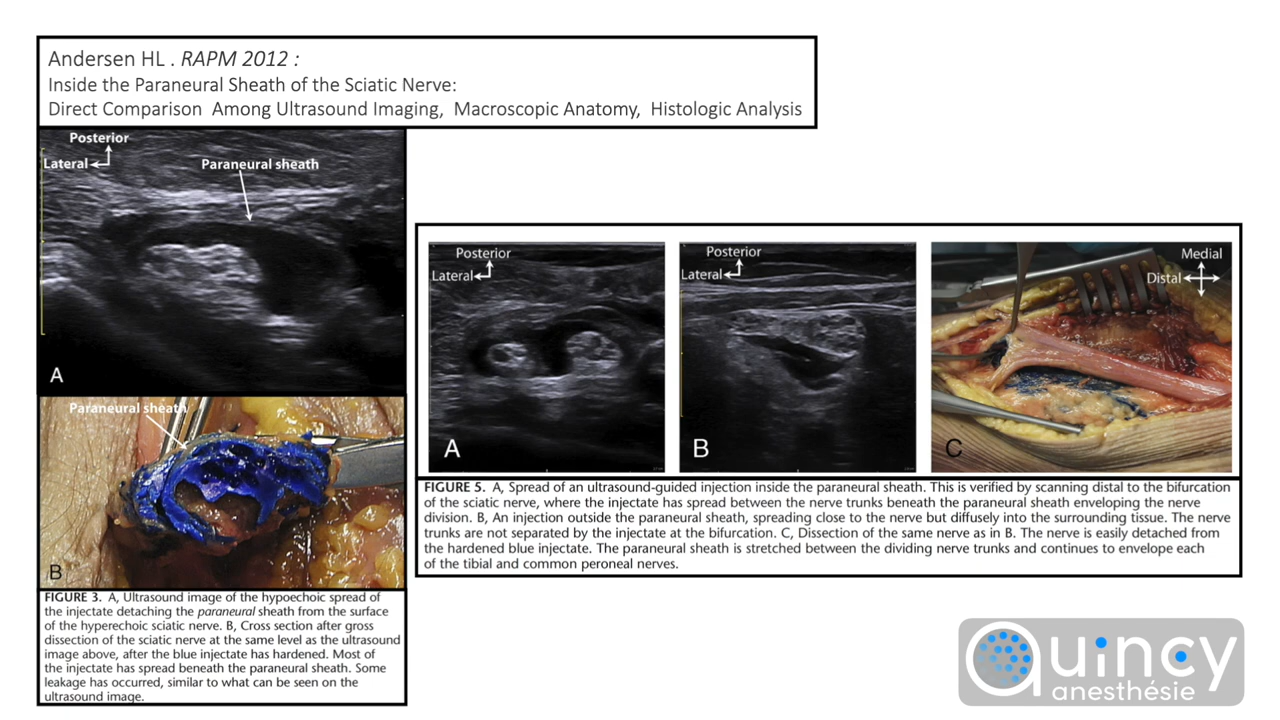 Andersen HL . RAPM 2012 :
Inside the Paraneural Sheath of the Sciatic Nerve:
Direct Comparison Among Ultrasound Imaging, Macroscopic Anatomy, Histologic Analysis
Posterior
Lateral
Paraneural sheath
A
Paraneural sheath
B
FIGURE 3. A, Ultrasound image of the hypoechoic spread of
the injectate detaching the paraneural sheath from the surface
of the hyperechoic sciatic nerve. B, Cross section after gross
dissection of the sciatic nerve at the same level as the ultrasound
image above, after the blue injectate has hardened. Most of
the injectate has spread beneath the paraneural sheath. Some
leakage has occurred, similar to what can be seen on the
ultrasound image.
Posterior
Lateral
A
Posterior
Lateral
B
Medial
Distal
C
FIGURE 5. A, Spread of an ultrasound-guided injection inside the paraneural sheath. This is verified by scanning distal to the bifurcation
of the sciatic nerve, where the injectate has spread between the nerve trunks beneath the paraneural sheath enveloping the nerve
division. B, An injection outside the paraneural sheath, spreading close to the nerve but diffusely into the surrounding tissue. The nerve
trunks are not separated by the injectate at the bifurcation. C, Dissection of the same nerve as in B. The nerve is easily detached from
the hardened blue injectate. The paraneural sheath is stretched between the dividing nerve trunks and continues to envelope each
of the tibial and common peroneal nerves.
Quincy
anesthésie